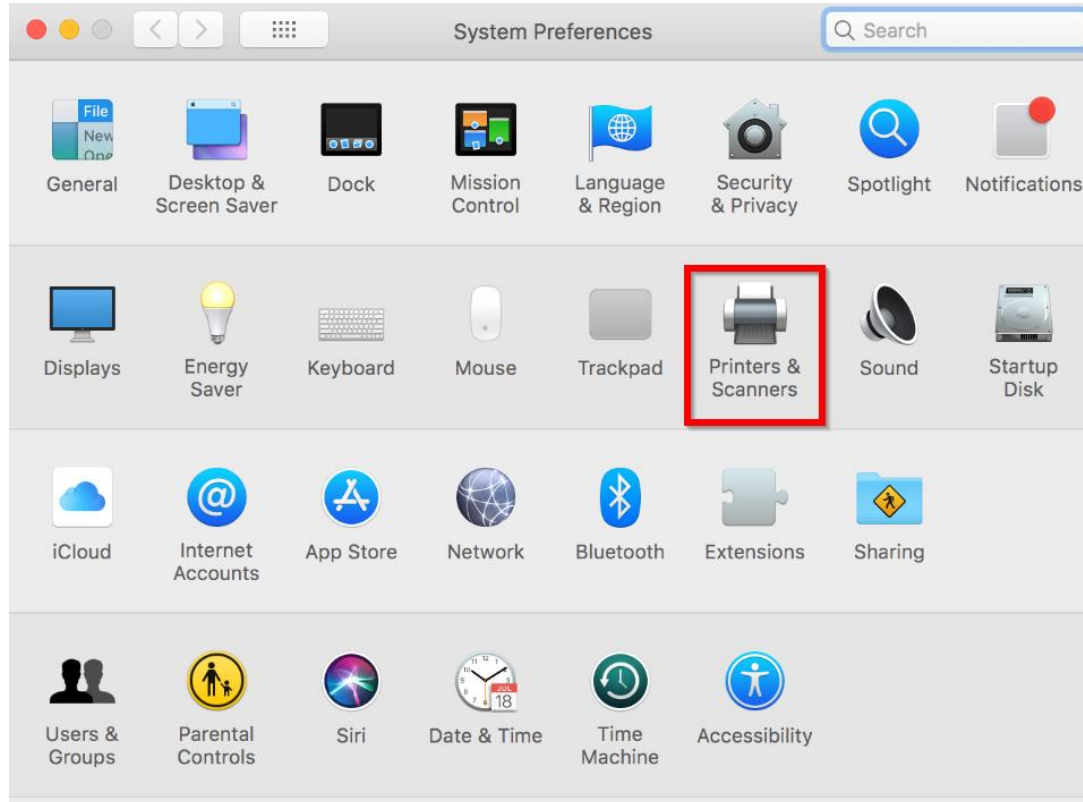 System Preferences
Search
File
New
Ope
General
Desktop &
Screen Saver
Dock
Mission
Control
Language
& Region
Security
& Privacy
Spotlight
Notifications
Displays
Energy
Saver
Keyboard
Mouse
Trackpad
Printers &
Scanners
Sound
Startup
Disk
iCloud
@
Internet
Accounts
App Store
Network
Bluetooth
Extensions
Sharing
Users &
Groups
Parental
Controls
Siri
JUL
18
Date & Time
Time
Machine
Accessibility